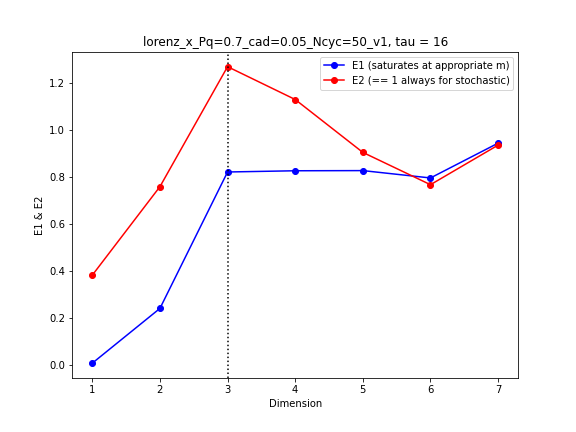 lorenz_x_Pq=0.7_cad=0.05_Ncyc=50_v1, tau = 16
E1 (saturates at appropriate m)
E2 (== 1 always for stochastic)
E1 & E2
1.2
1.0
0.8
0.6
0.4
0.2
0.0
1 2 3 4 5 6 7
Dimension